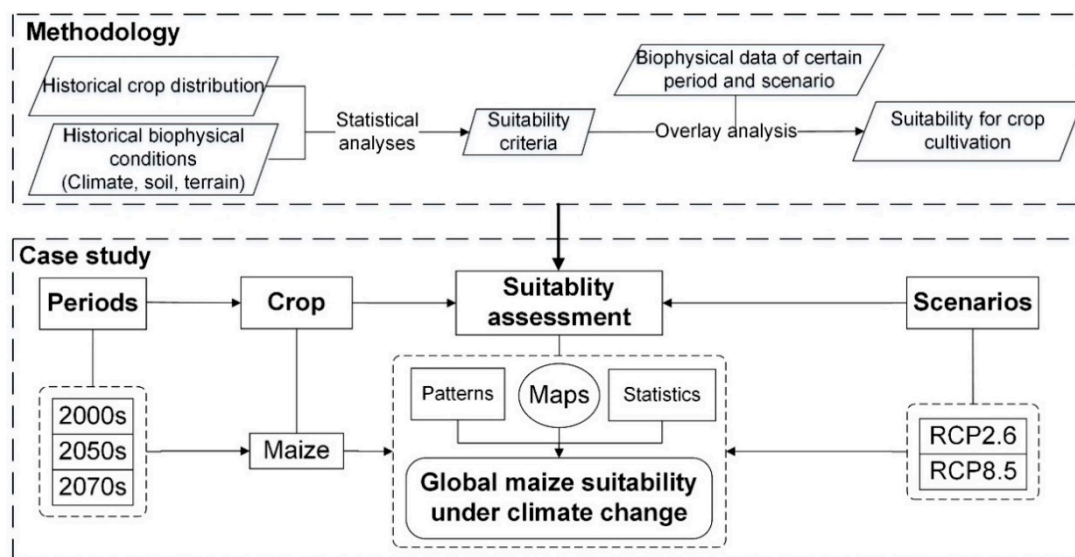 Methodology
Historical crop distribution
Historical biophysical
conditions
(Climate, soil, terrain)
Statistical
analyses
Suitability
criteria
Biophysical data of certain
period and scenario
Overlay analysis
Suitability for crop
cultivation
Case study
Periods
Crop
Suitablity
assessment
Scenarios
2000s
2050s
2070s
Maize
Patterns
Maps
Statistics
RCP2.6
RCP8.5
Global maize suitability
under climate change